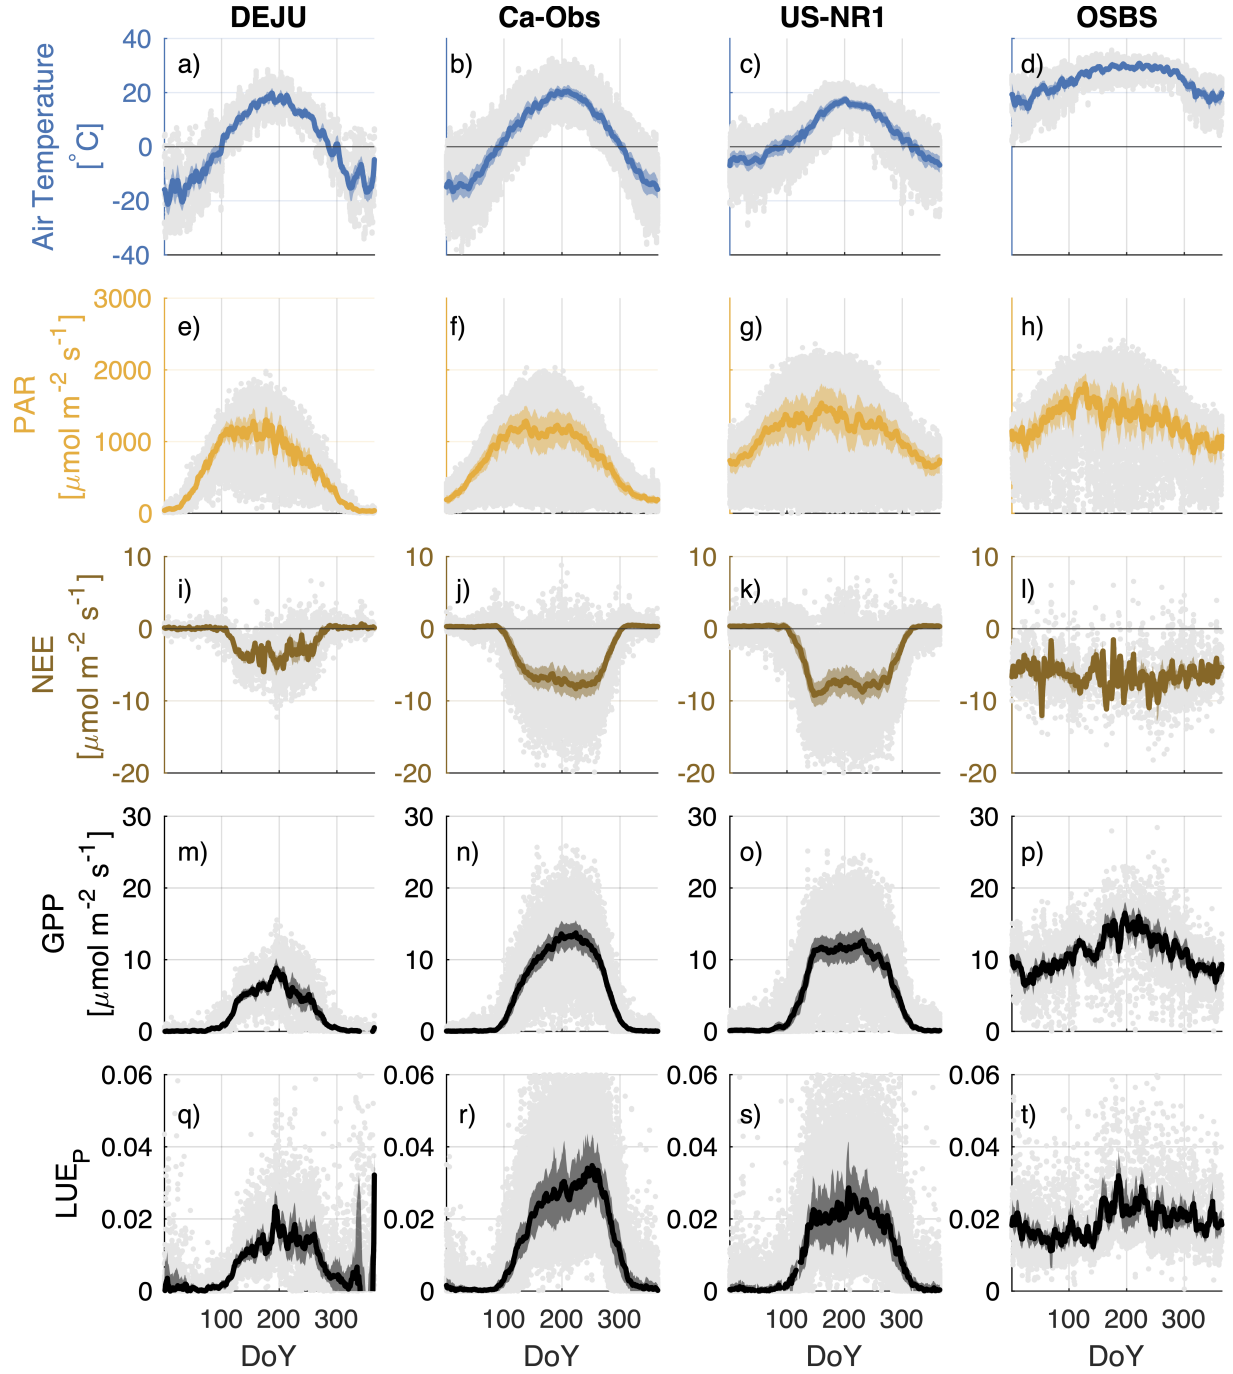 DEJU Ca-Obs US-NR1 OSBS
Air Temperature
[°C]
40
20
0
-20
-40
a) b) c) d)
PAR
[μmol m⁻² s⁻¹]
3000
2000
1000
0
e) f) g) h)
NEE
[μmol m⁻² s⁻¹]
10 10 10 10
0 0 0 0
-10 -10 -10 -10
-20 -20 -20 -20
i) j) k) l)
GPP
[μmol m⁻² s⁻¹]
30 30 30 30
20 20 20 20
10 10 10 10
0 0 0 0
m) n) o) p)
LUE_P
0.06 0.06 0.06 0.06
0.04 0.04 0.04 0.04
0.02 0.02 0.02 0.02
0 0 0 0
q) r) s) t)
100 200 300 100 200 300 100 200 300 100 200 300
DoY DoY DoY DoY